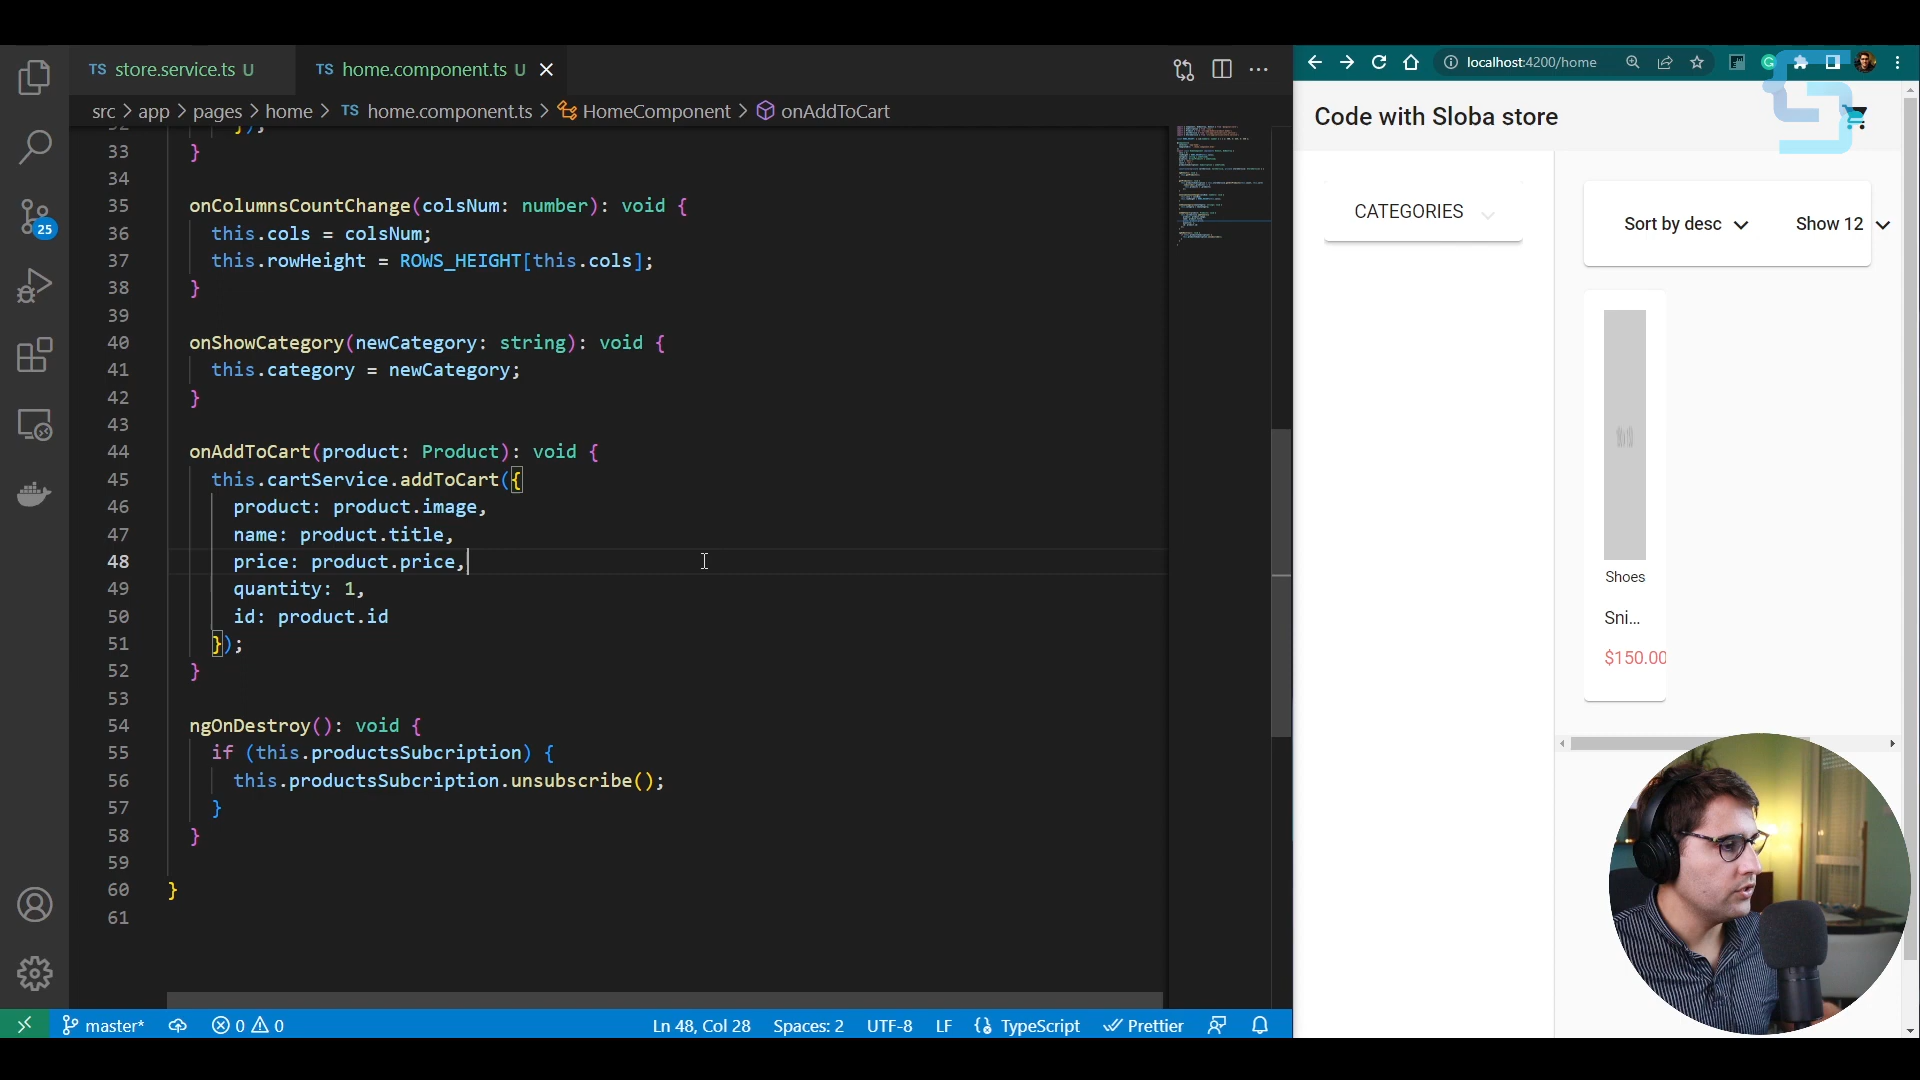 TS store.service.ts U
TS home.component.ts U
src > app > pages > home > TS home.component.ts > HomeComponent > onAddToCart
32 });
33 }
34
35 onColumnsCountChange(colsNum: number): void {
36 this.cols = colsNum;
37 this.rowHeight = ROWS_HEIGHT[this.cols];
38 }
39
40 onShowCategory(newCategory: string): void {
41 this.category = newCategory;
42 }
43
44 onAddToCart(product: Product): void {
45 this.cartService.addToCart({
46 product: product.image,
47 name: product.title,
48 price: product.price,
49 quantity: 1,
50 id: product.id
51 });
52 }
53
54 ngOnDestroy(): void {
55 if (this.productsSubcription) {
56 this.productsSubcription.unsubscribe();
57 }
58 }
59
60 }
61
25
master* 0 0 Ln 48, Col 28 Spaces: 2 UTF-8 LF TypeScript Prettier
localhost:4200/home
Code with Sloba store
CATEGORIES
Sort by desc
Show 12
Shoes
Sni...
$150.00